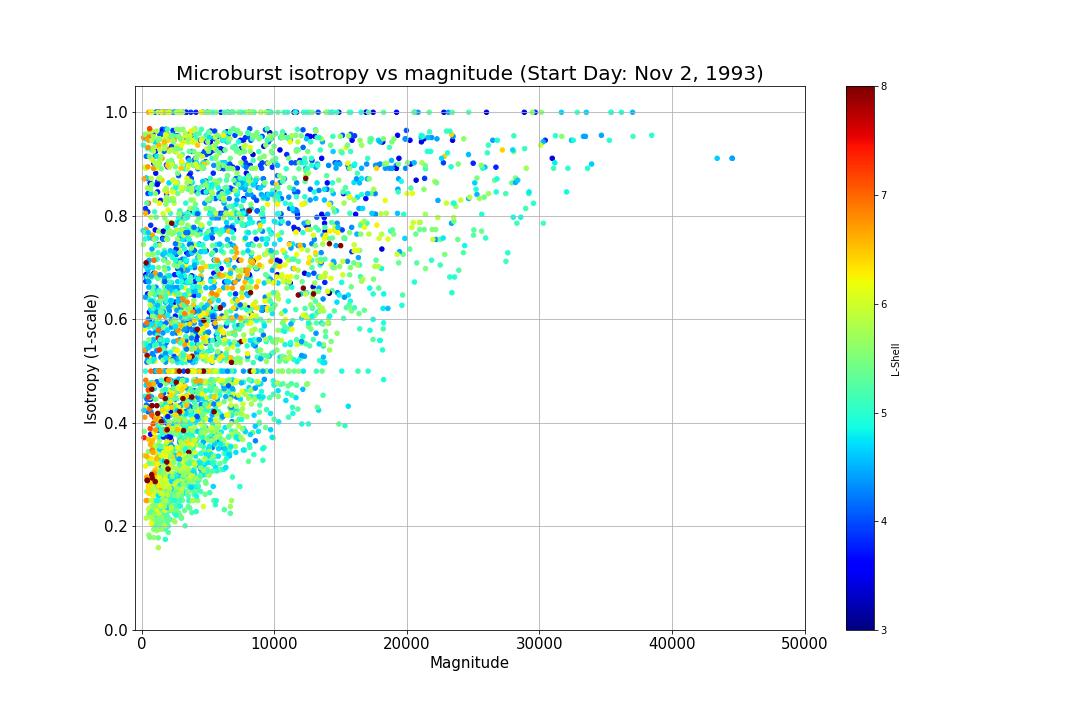 Microburst isotropy vs magnitude (Start Day: Nov 2, 1993)
1.0
0.8
0.6
0.4
0.2
0.0
Isotropy (1-scale)
0 10000 20000 30000 40000 50000
Magnitude
8
7
6
5
4
3
L-Shell